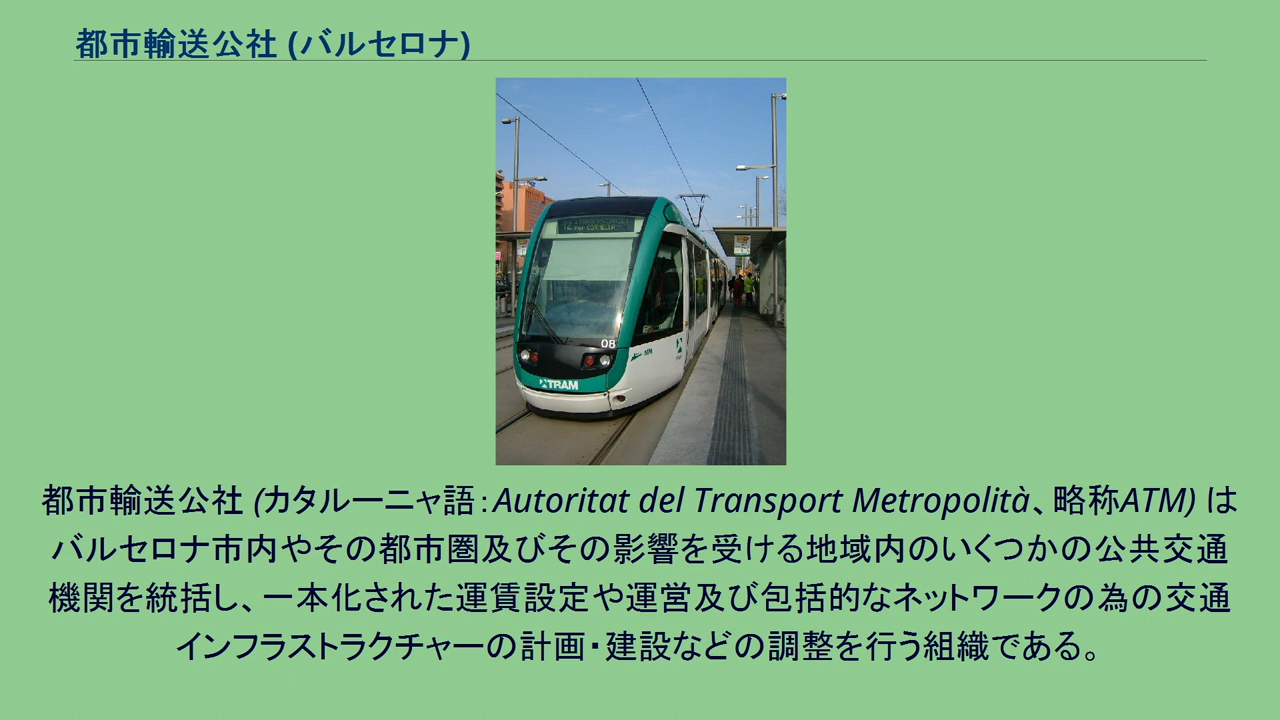 都市輸送公社 (バルセロナ)
08
TRAM
都市輸送公社 (カタルーニャ語：Autoritat del Transport Metropolità、略称ATM) は
バルセロナ市内やその都市圏及びその影響を受ける地域内のいくつかの公共交通
機関を統括し、一本化された運賃設定や運営及び包括的なネットワークの為の交通
インフラストラクチャーの計画・建設などの調整を行う組織である。